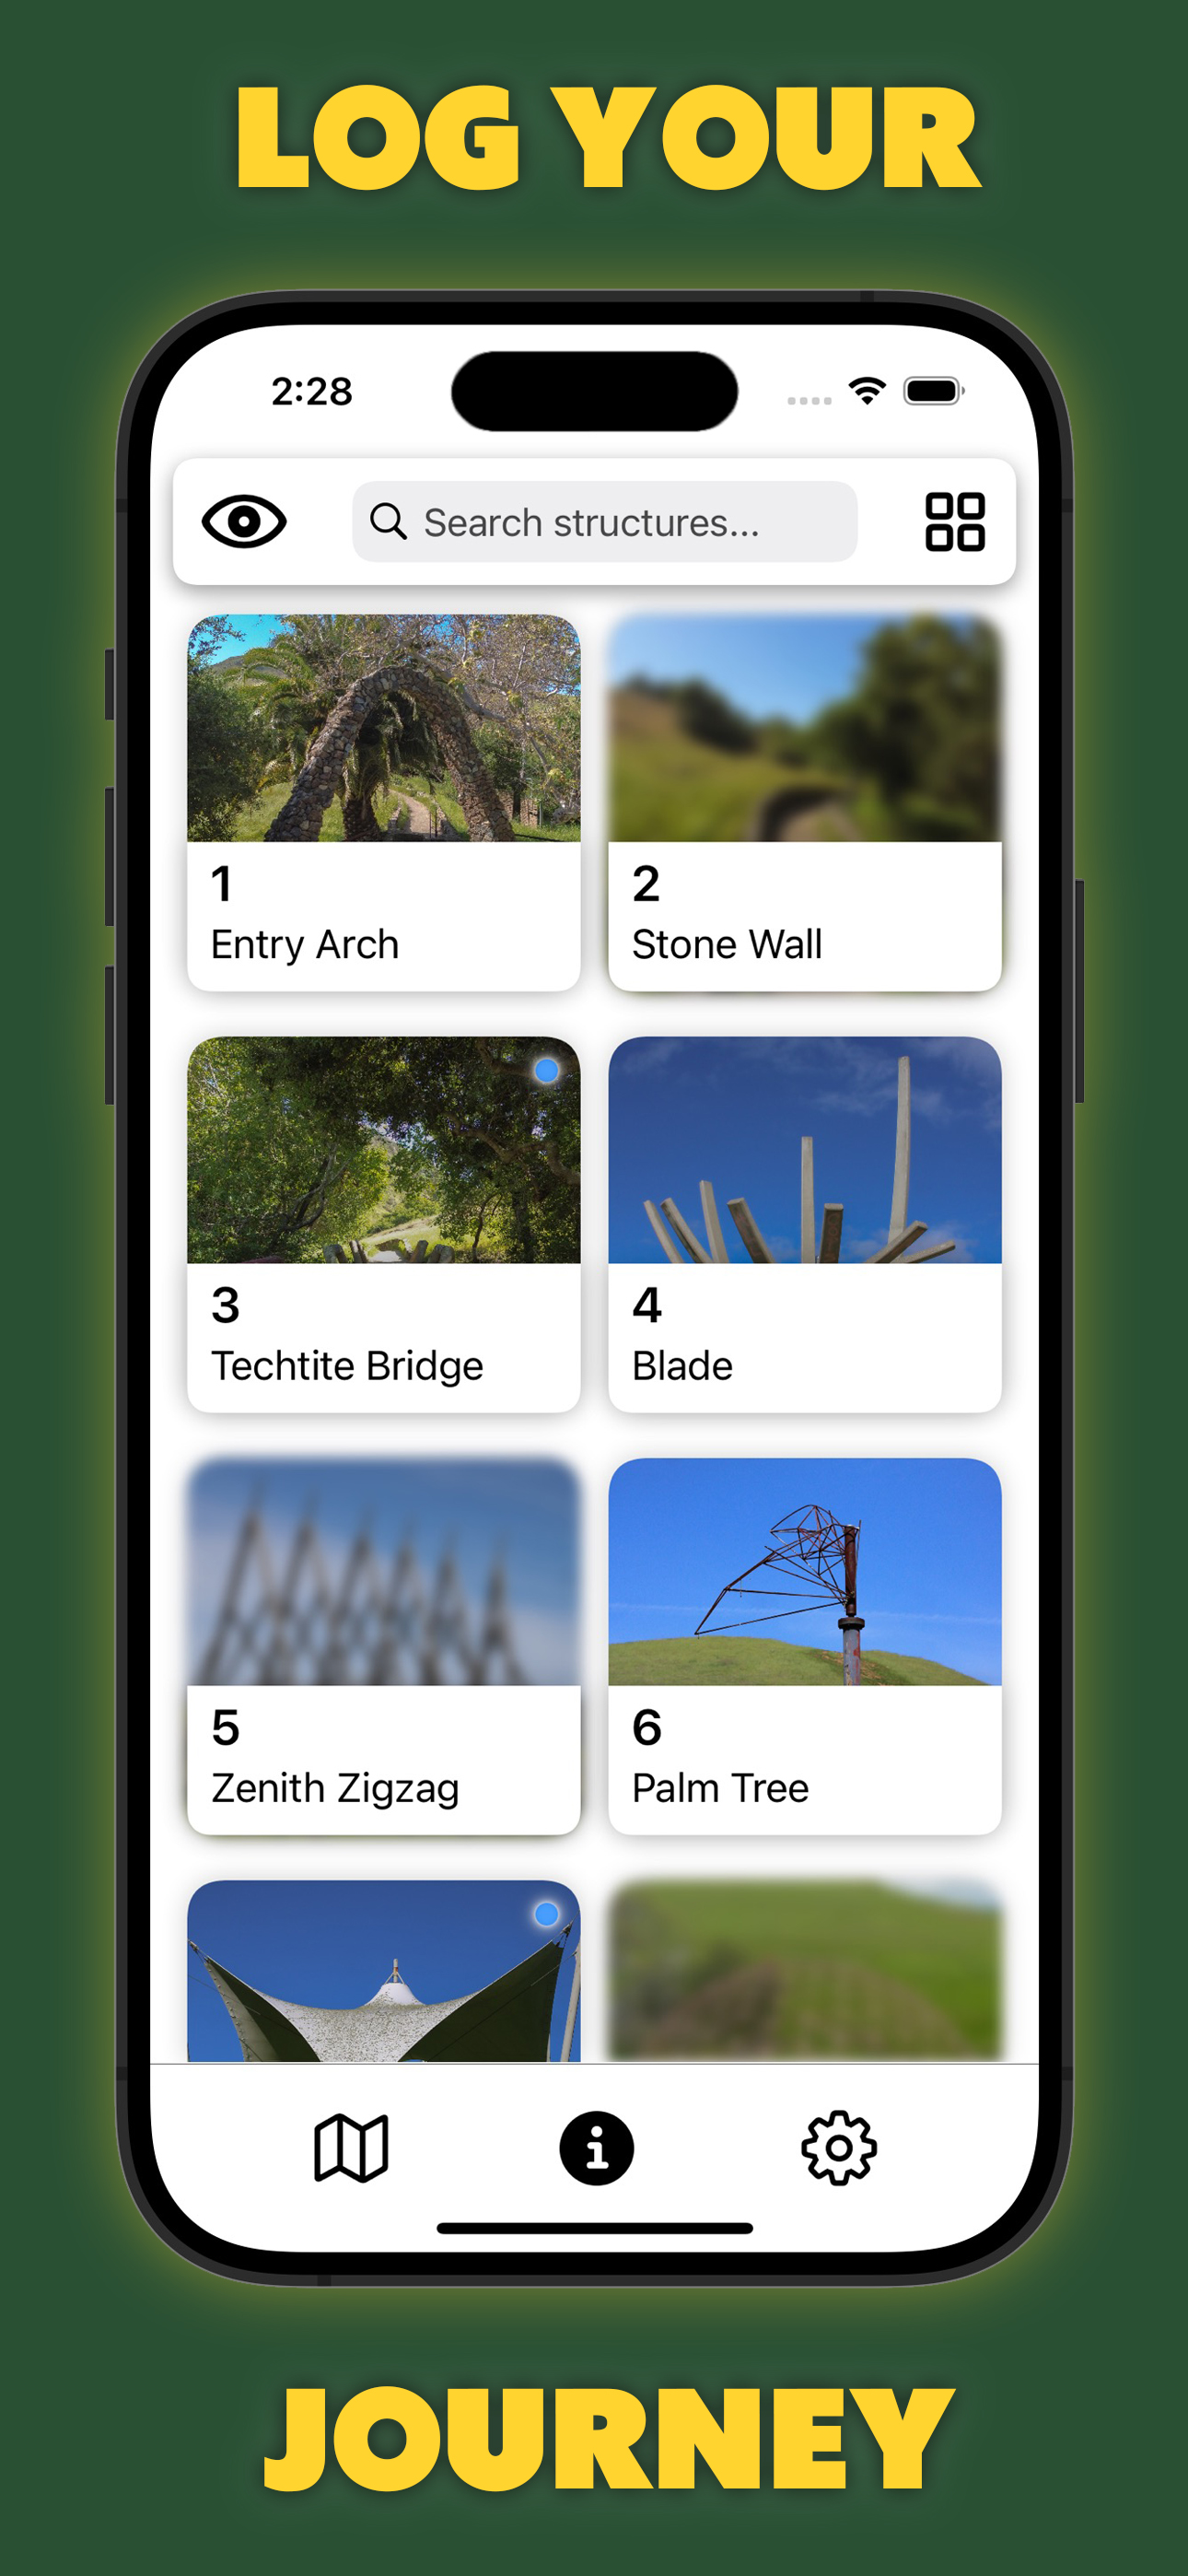 LOG YOUR
2:28
Search structures...
1
Entry Arch
2
Stone Wall
3
Techtite Bridge
4
Blade
5
Zenith Zigzag
6
Palm Tree
JOURNEY